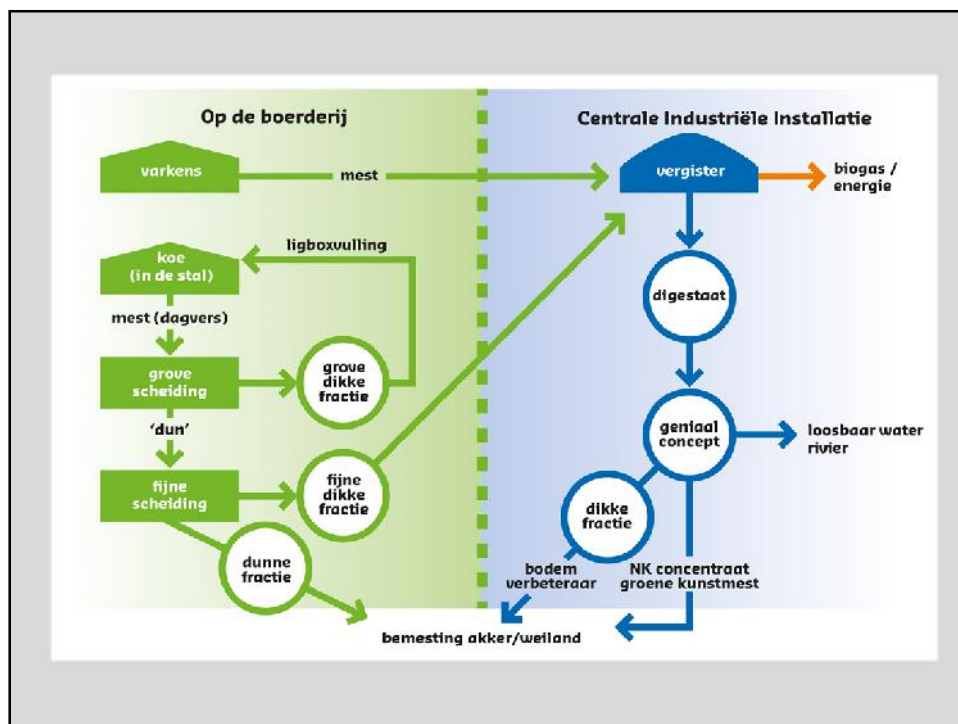 Op de boerderij
Centrale Industriële Installatie
varkens
mest
vergister
biogas /
energie
ligboxvulling
koe
(in de stal)
digestaat
mest (dagvers)
grove
scheiding
grove
dikke
fractie
'dun'
geniaal
concept
loosbaar water
rivier
fijne
scheiding
fijne
dikke
fractie
dikke
fractie
dunne
fractie
bodem
verbeteraar
NK concentraat
groene kunstmest
bemesting akker/weiland